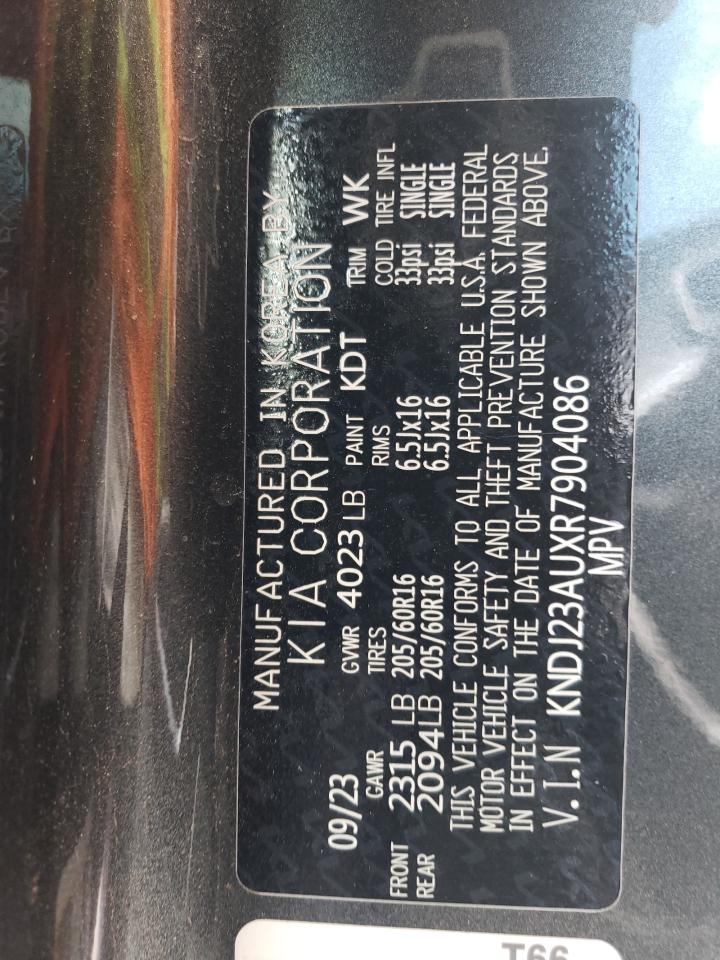 MANUFACTURED IN KOREA BY
KIA CORPORATION
09/23 GVWR 4023 LB PAINT KDT TRIM WK
GAWR TIRES RIMS COLD TIRE INFL
FRONT 2315 LB 205/60R16 6.5Jx16 33psi SINGLE
REAR 2094 LB 205/60R16 6.5Jx16 33psi SINGLE
THIS VEHICLE CONFORMS TO ALL APPLICABLE U.S.A. FEDERAL
MOTOR VEHICLE SAFETY AND THEFT PREVENTION STANDARDS
IN EFFECT ON THE DATE OF MANUFACTURE SHOWN ABOVE.
V.I.N KNDJ23AUXR7904086
MPV